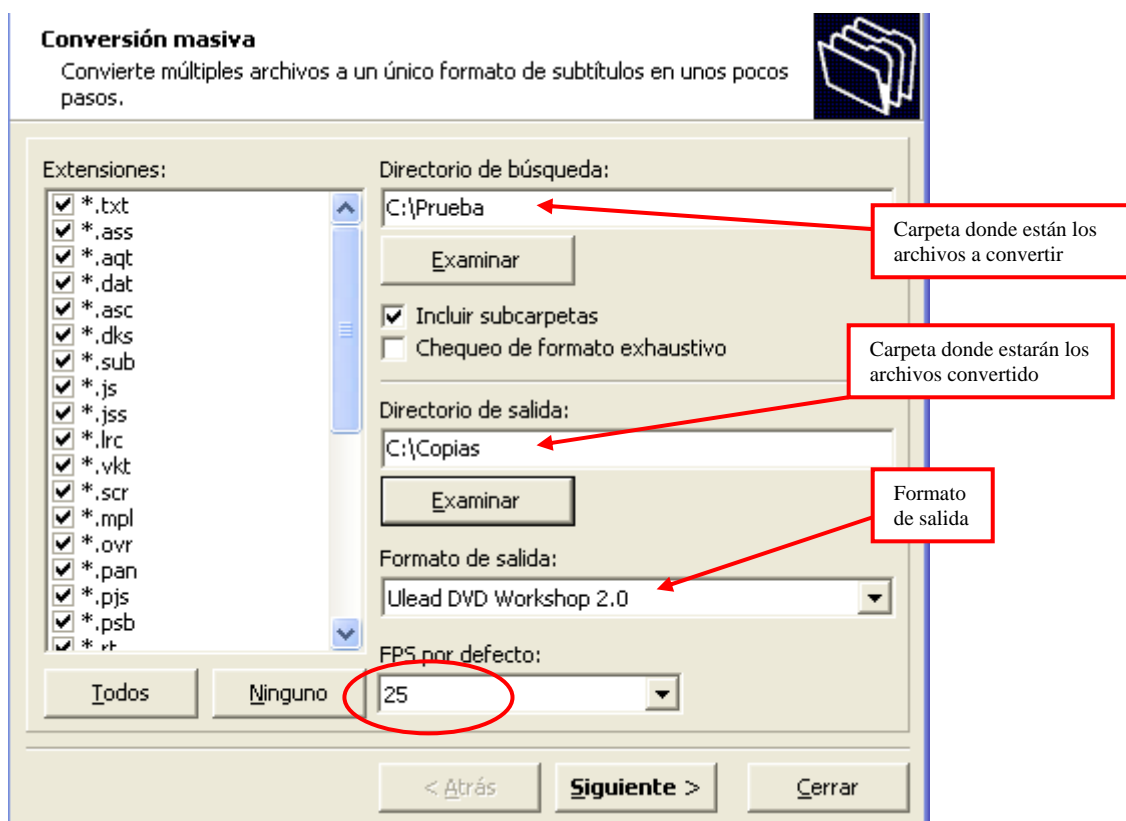 Conversión masiva
Convierte múltiples archivos a un único formato de subtítulos en unos pocos
pasos.
Extensiones:
*.txt
*.ass
*.aqt
*.dat
*.asc
*.dks
*.sub
*.js
*.jss
*.lrc
*.vkt
*.scr
*.mpl
*.ovr
*.pan
*.pjs
*.psb
*.rt
Todos
Ninguno
Directorio de búsqueda:
C:\Prueba
Examinar
Incluir subcarpetas
Chequeo de formato exhaustivo
Directorio de salida:
C:\Copias
Examinar
Formato de salida:
Ulead DVD Workshop 2.0
FPS por defecto:
25
Carpeta donde están los
archivos a convertir
Carpeta donde estarán los
archivos convertido
Formato
de salida
< Atrás
Siguiente >
Cerrar